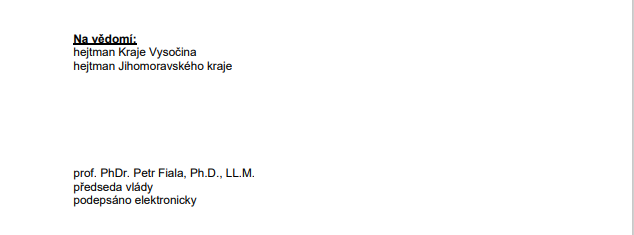 Na vědomí:
hejtman Kraje Vysočina
hejtman Jihomoravského kraje
prof. PhDr. Petr Fiala, Ph.D., LL.M.
předseda vlády
podepsáno elektronicky